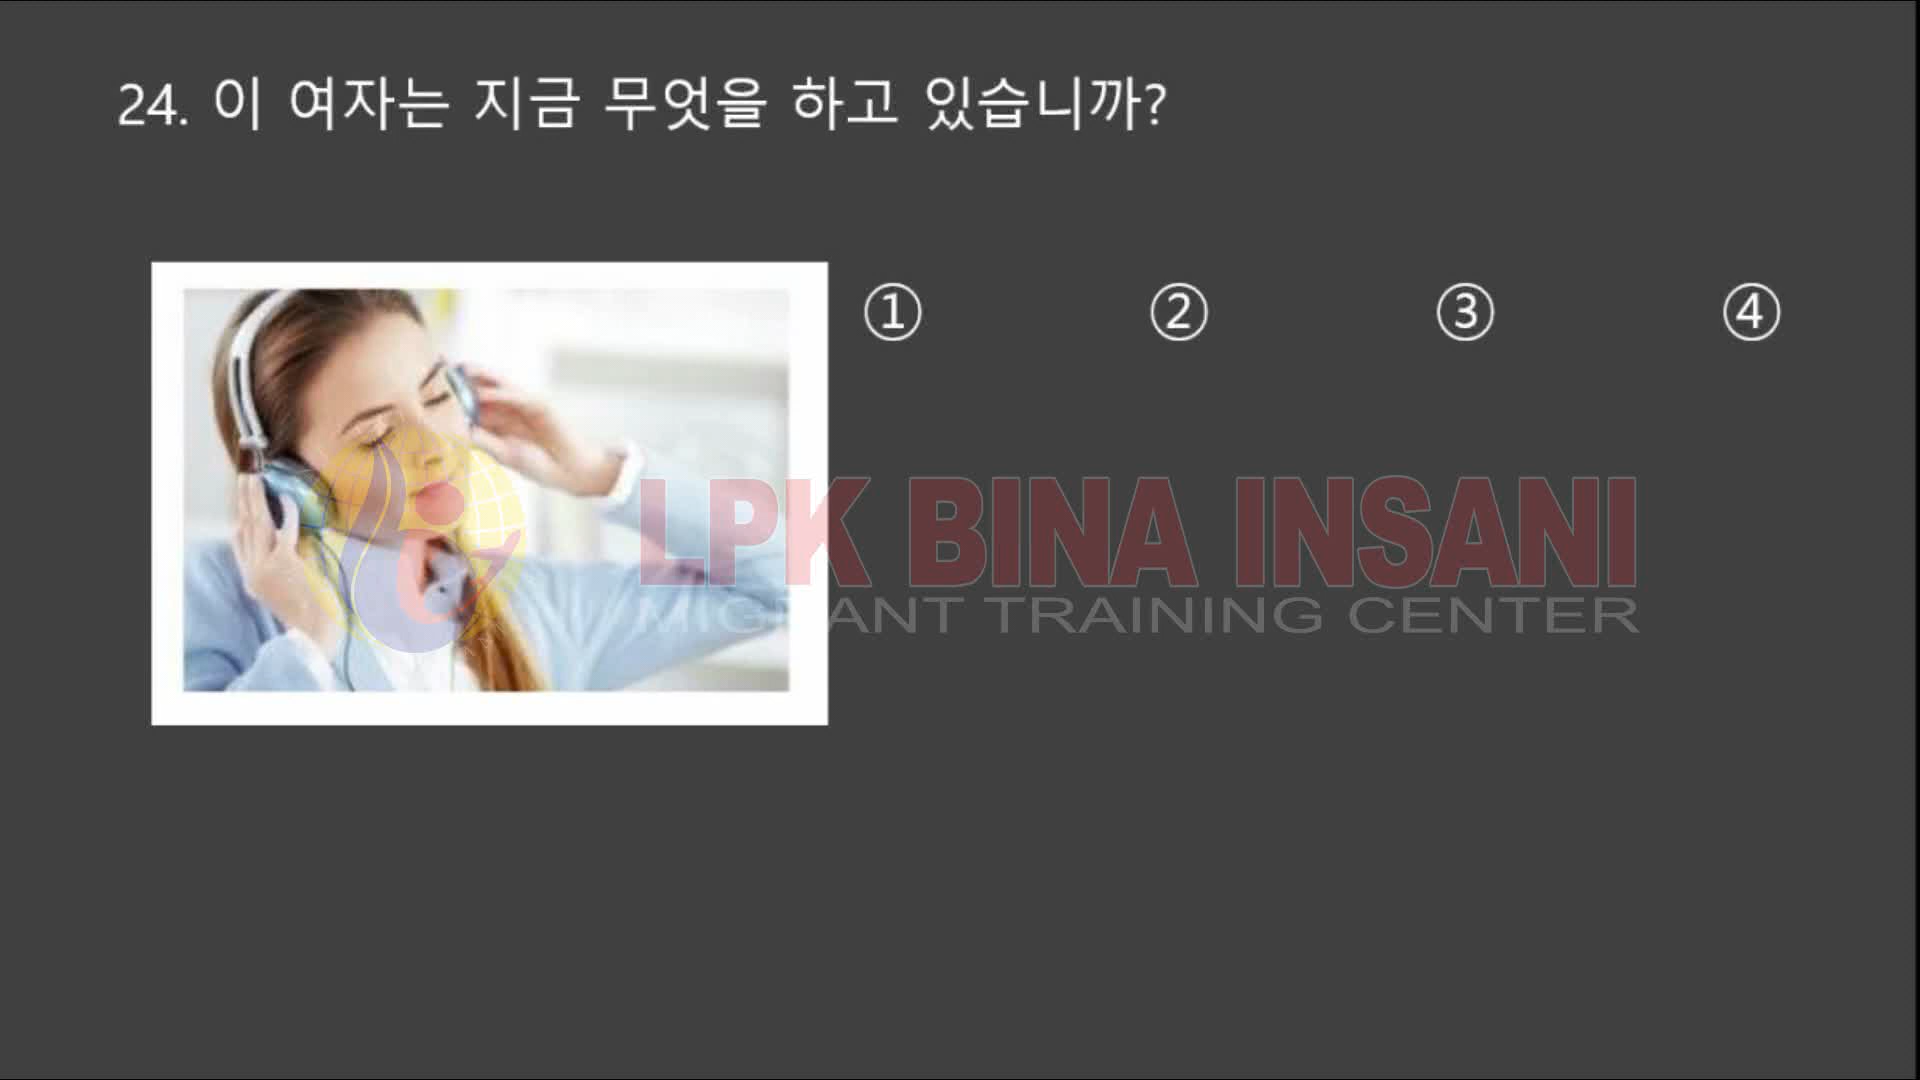 24. 이 여자는 지금 무엇을 하고 있습니까?
① ② ③ ④
LPK BINA INSANI
MIGRANT TRAINING CENTER